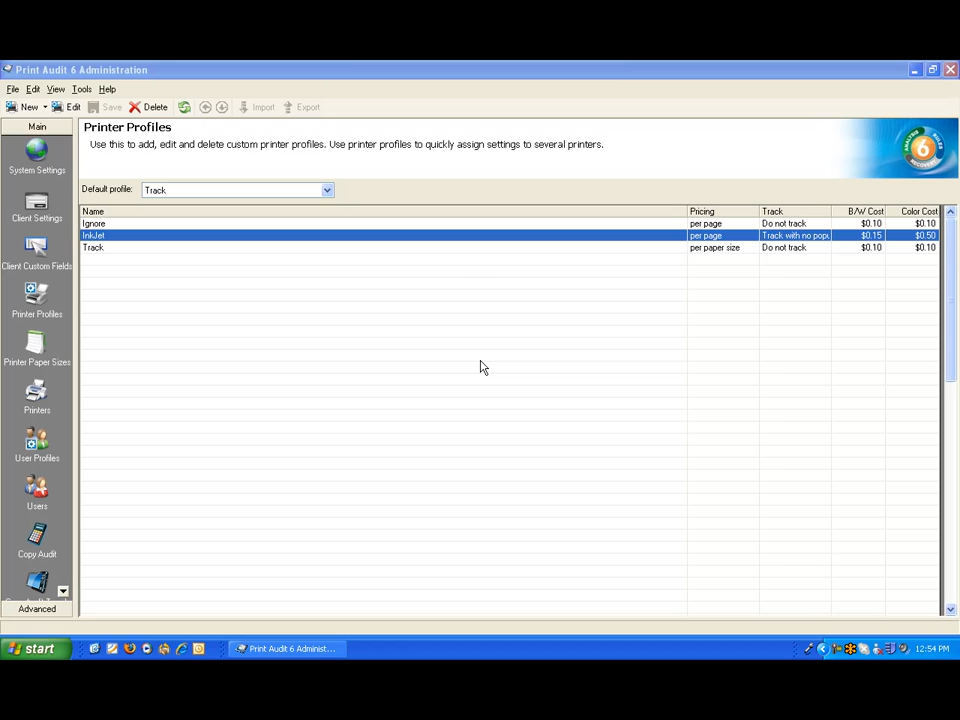 Print Audit 6 Administration
File Edit View Tools Help
New Edit Save Delete Import Export
Main
Printer Profiles
Use this to add, edit and delete custom printer profiles. Use printer profiles to quickly assign settings to several printers.
ANALYSIS RULES RECOVERY 6
System Settings
Default profile: Track
Name Pricing Track B/W Cost Color Cost
Ignore per page Do not track $0.10 $0.10
InkJet per page Track with no popu $0.15 $0.50
Track per paper size Do not track $0.10 $0.10
Client Settings
Client Custom Fields
Printer Profiles
Printer Paper Sizes
Printers
User Profiles
Users
Copy Audit
Advanced
start Print Audit 6 Administ... 12:54 PM